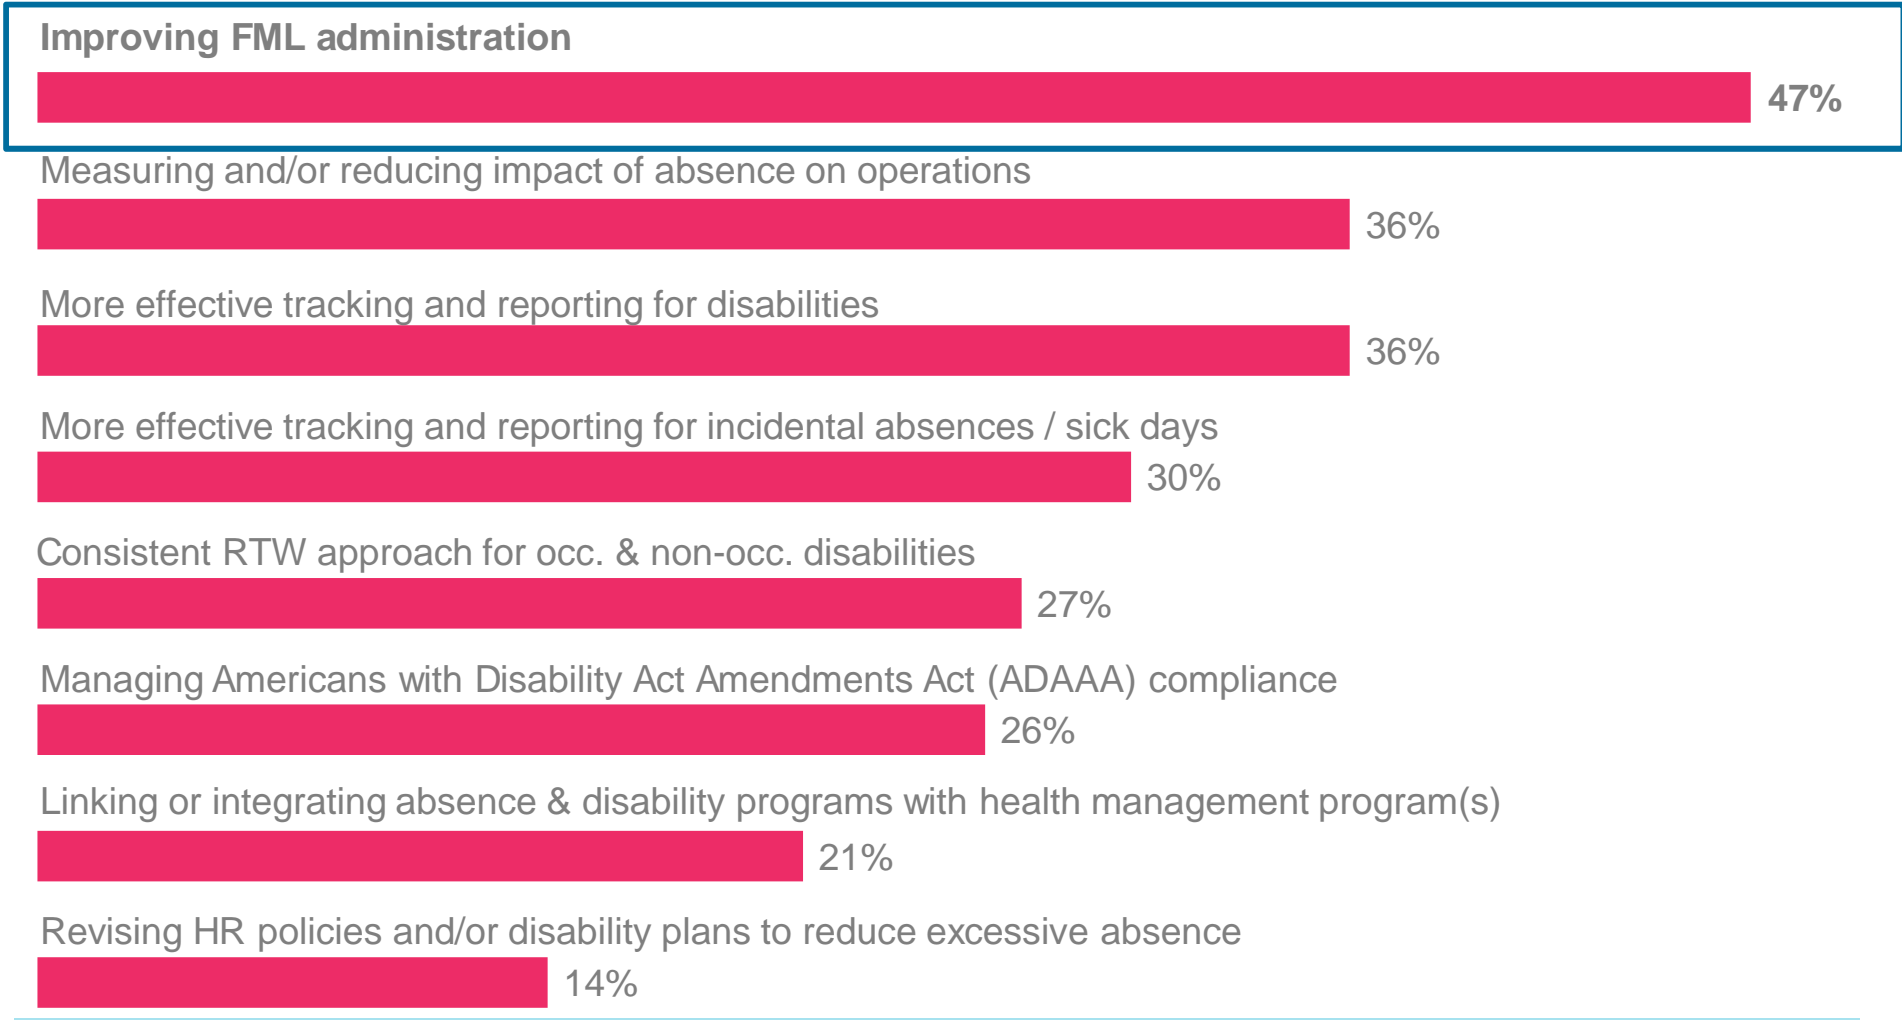 Improving FML administration
47%
Measuring and/or reducing impact of absence on operations
36%
More effective tracking and reporting for disabilities
36%
More effective tracking and reporting for incidental absences / sick days
30%
Consistent RTW approach for occ. & non-occ. disabilities
27%
Managing Americans with Disability Act Amendments Act (ADAAA) compliance
26%
Linking or integrating absence & disability programs with health management program(s)
21%
Revising HR policies and/or disability plans to reduce excessive absence
14%